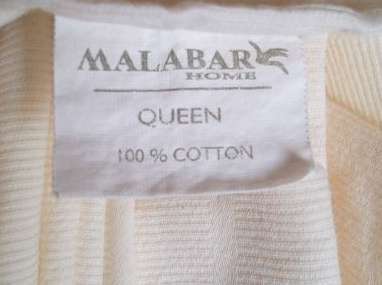 MALABAR
HOME
QUEEN
100 % COTTON